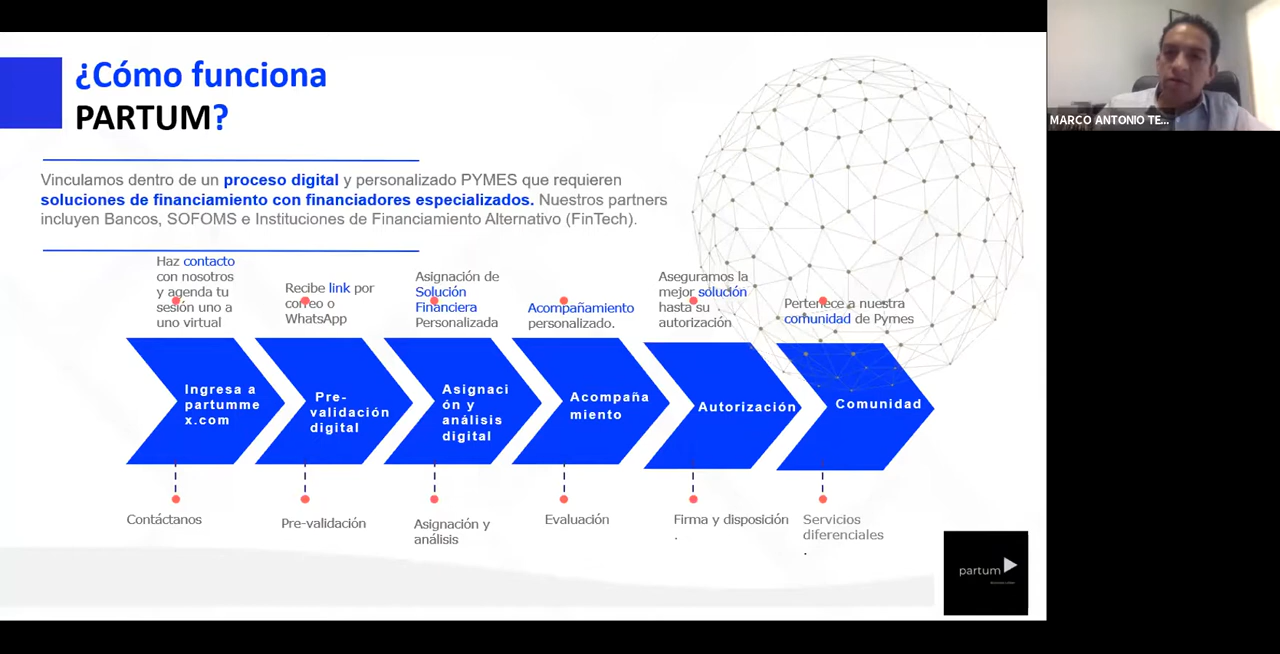 ¿Cómo funciona
PARTUM?
Vinculamos dentro de un proceso digital y personalizado PYMES que requieren
soluciones de financiamiento con financiadores especializados. Nuestros partners
incluyen Bancos, SOFOMS e Instituciones de Financiamiento Alternativo (FinTech).
Haz contacto
con nosotros
y agenda tu
sesión uno a
uno virtual
Recibe link por
correo o
WhatsApp
Asignación de
Solución
Financiera
Personalizada
Acompañamiento
personalizado.
Aseguramos la
mejor solución
hasta su
autorización
Pertenece a nuestra
comunidad de Pymes
Ingresa a
partumme
x.com
Pre-
validación
digital
Asignaci
ón y
análisis
digital
Acompaña
miento
Autorización
Comunidad
Contáctanos
Pre-validación
Asignación y
análisis
Evaluación
Firma y disposición
.
Servicios
diferenciales
.
partum
MARCO ANTONIO TE...